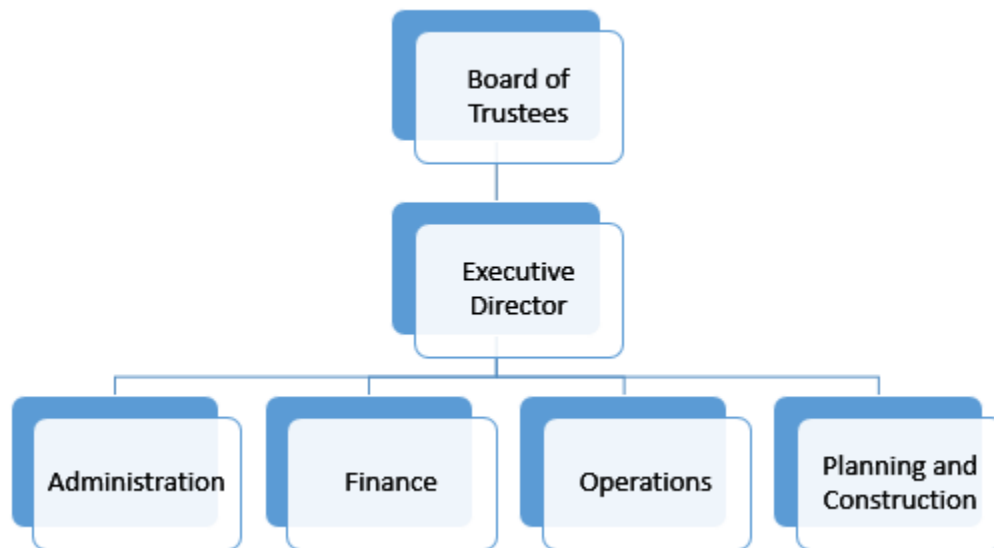 Board of
Trustees
Executive
Director
Administration
Finance
Operations
Planning and
Construction